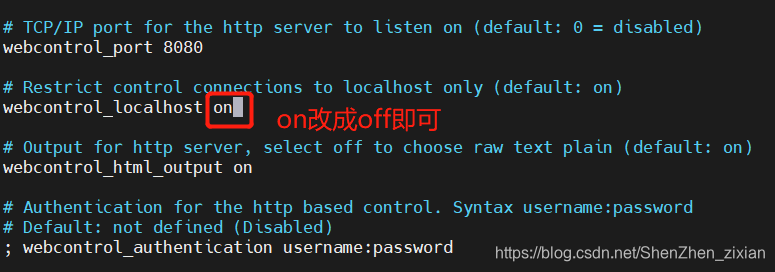 # TCP/IP port for the http server to listen on (default: 0 = disabled)
webcontrol_port 8080
# Restrict control connections to localhost only (default: on)
webcontrol_localhost on
on改成off即可
# Output for http server, select off to choose raw text plain (default: on)
webcontrol_html_output on
# Authentication for the http based control. Syntax username:password
# Default: not defined (Disabled)
; webcontrol_authentication username:password
https://blog.csdn.net/ShenZhen_zixian